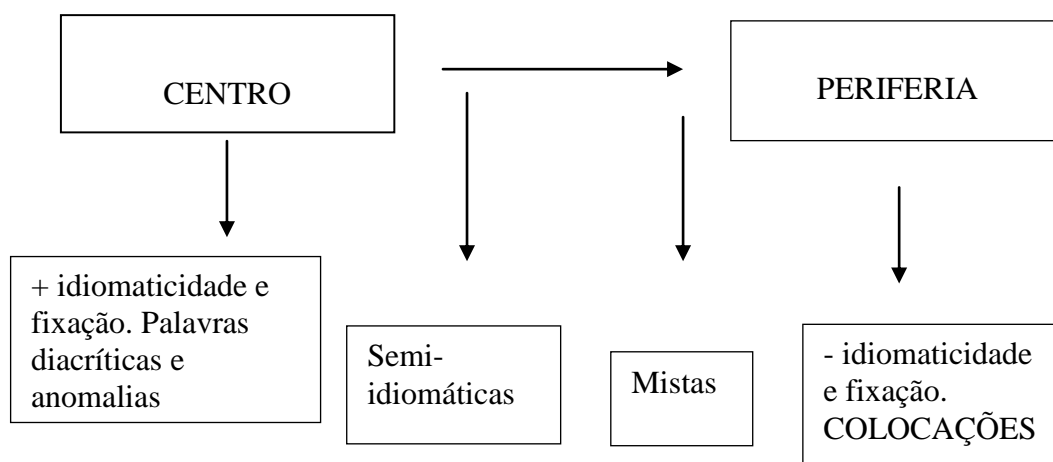 CENTRO
PERIFERIA
+ idiomaticidade e
fixação. Palavras
diacríticas e
anomalias
Semi-
idiomáticas
Mistas
- idiomaticidade
e fixação.
COLOCAÇÕES